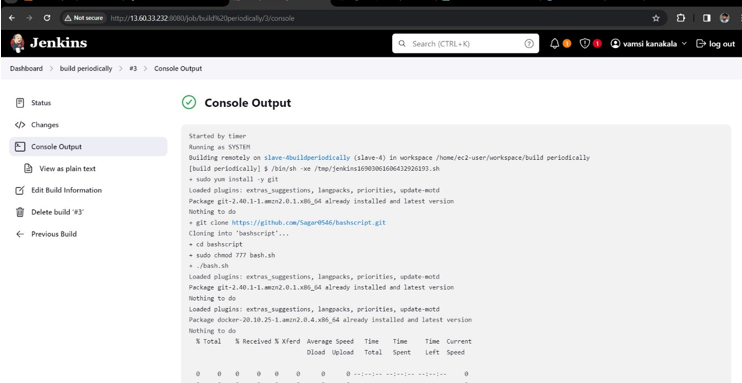 Not secure http://13.60.33.232:8080/job/build%20periodically/3/console
Jenkins
Search (CTRL+K)
1
1
vamsi kanakala
log out
Dashboard > build periodically > #3 > Console Output
Status
Changes
Console Output
View as plain text
Edit Build Information
Delete build '#3'
Previous Build
Console Output
Started by timer
Running as SYSTEM
Building remotely on slave-4buildperiodically (slave-4) in workspace /home/ec2-user/workspace/build periodically
[build periodically] $ /bin/sh -xe /tmp/jenkins16903061606432926193.sh
+ sudo yum install -y git
Loaded plugins: extras_suggestions, langpacks, priorities, update-motd
Package git-2.40.1-1.amzn2.0.1.x86_64 already installed and latest version
Nothing to do
+ git clone https://github.com/Sagar0546/bashscript.git
Cloning into 'bashscript'...
+ cd bashscript
+ sudo chmod 777 bash.sh
+ ./bash.sh
Loaded plugins: extras_suggestions, langpacks, priorities, update-motd
Package git-2.40.1-1.amzn2.0.1.x86_64 already installed and latest version
Nothing to do
Loaded plugins: extras_suggestions, langpacks, priorities, update-motd
Package docker-20.10.25-1.amzn2.0.4.x86_64 already installed and latest version
Nothing to do
% Total % Received % Xferd Average Speed Time Time Time Current
Dload Upload Total Spent Left Speed
0 0 0 0 0 0 0 0 --:--:-- --:--:-- --:--:-- 0